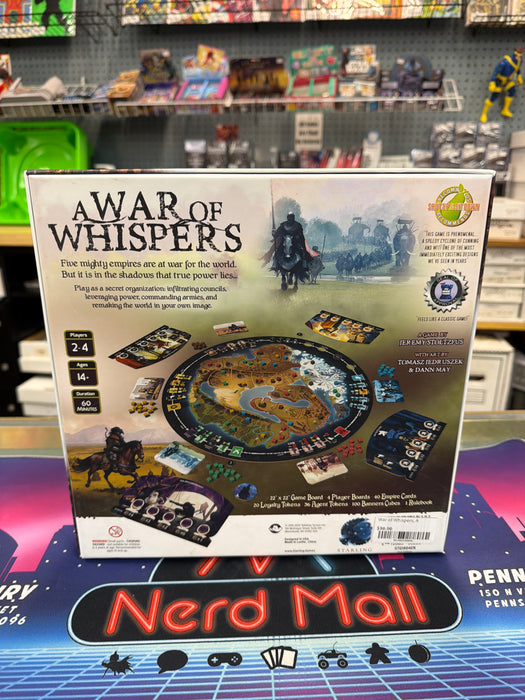 A WAR OF
WHISPERS
Five mighty empires are at war for the world.
But it is in the shadows that true power lies...
Play as a secret organization: infiltrating councils,
leveraging power, commanding armies, and
remaking the world in your own image.
THIS GAME IS PHENOMENAL,
A SPEEDY CYCLONE OF CUNNING
AND WIT! ONE OF THE MOST
IMMEDIATELY EXCITING DESIGNS
WE'VE SEEN IN YEARS
"FEELS LIKE A CLASSIC GAME"
A GAME BY
JEREMY STOLTZFUS
WITH ART BY
TOMASZ JEDRUSZEK
& DANN MAY
Players
2-4
Ages
14+
Duration
60
MINUTES
22" x 22" Game Board 4 Player Boards 40 Empire Cards
20 Loyalty Tokens 36 Agent Tokens 100 Banners Cubes 1 Rulebook
STARLING
War of Whispers, A
PENN
150 N
PENNS
Nerd Mall